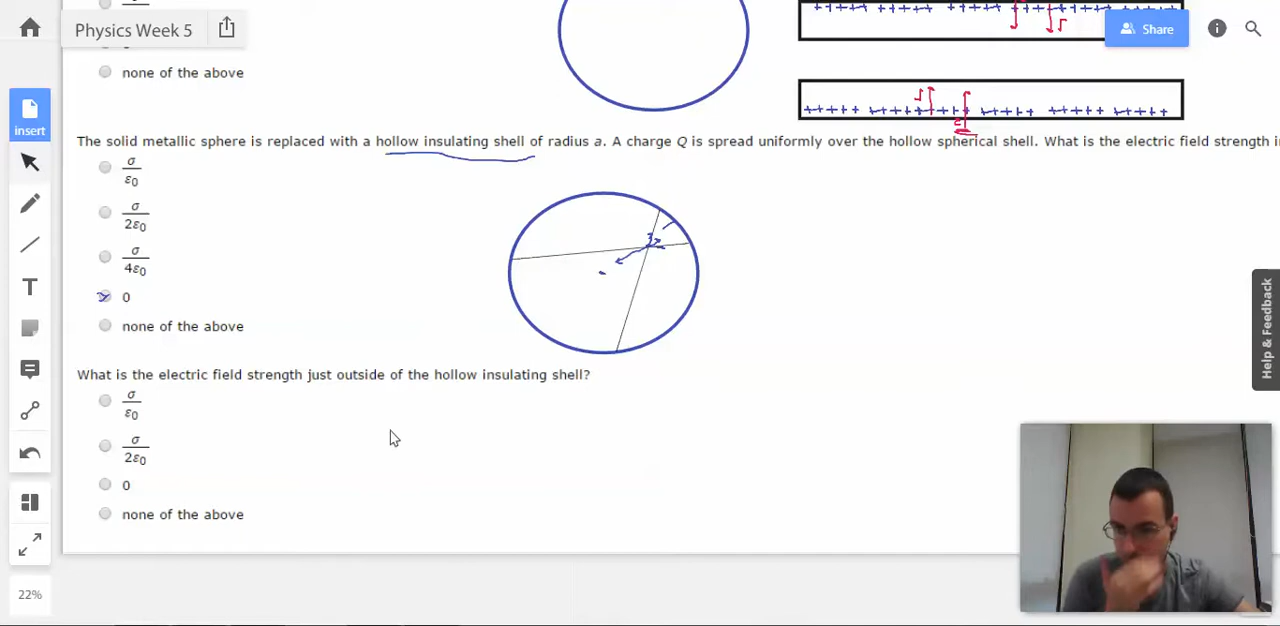 Physics Week 5
Share
none of the above
insert
The solid metallic sphere is replaced with a hollow insulating shell of radius a. A charge Q is spread uniformly over the hollow spherical shell. What is the electric field strength i
σ
ε0
σ
2ε0
σ
4ε0
0
none of the above
What is the electric field strength just outside of the hollow insulating shell?
σ
ε0
σ
2ε0
0
none of the above
Help & Feedback
22%